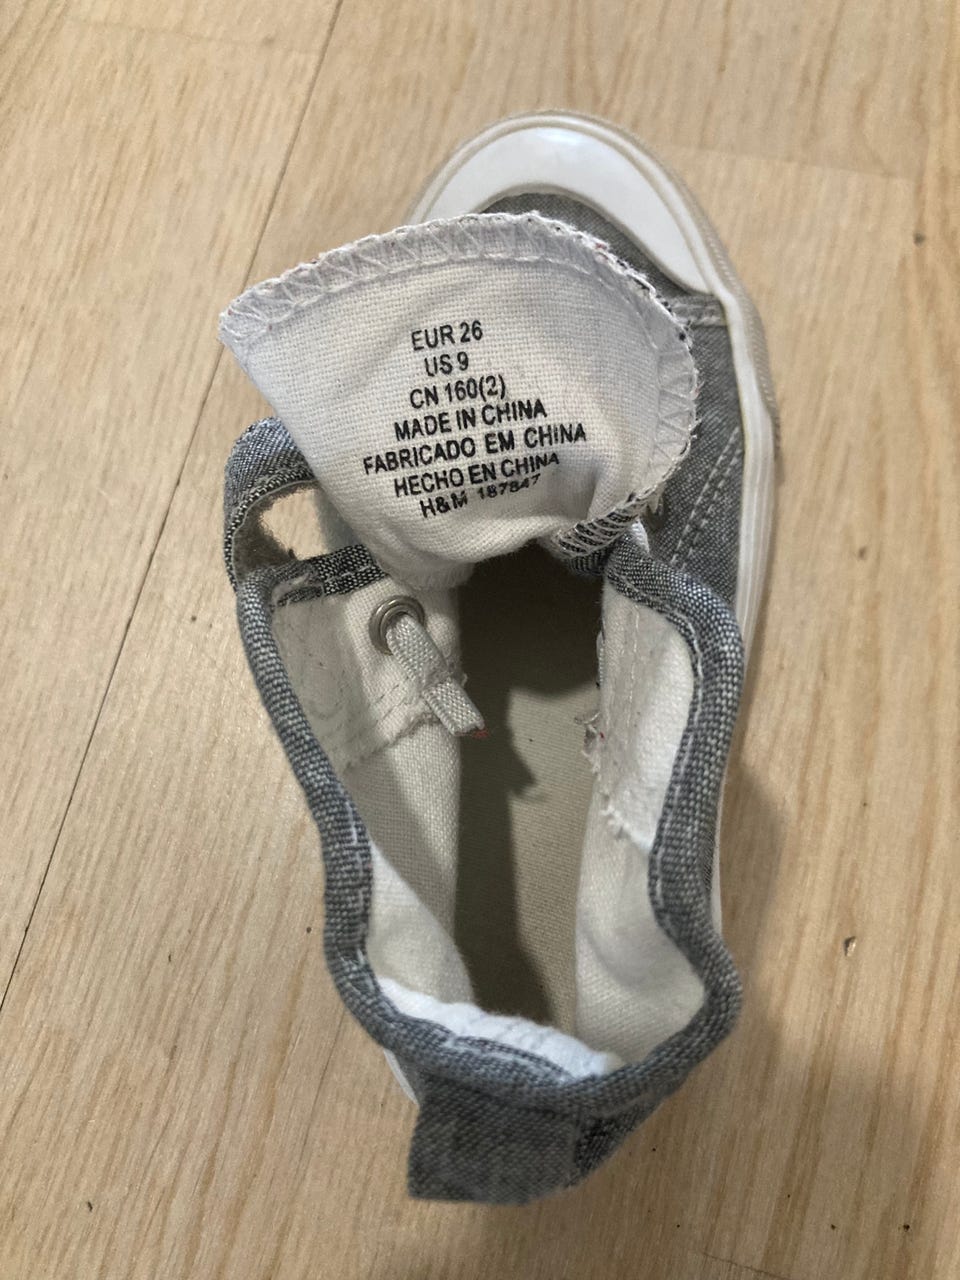 EUR 26
US 9
CN 160(2)
MADE IN CHINA
FABRICADO EM CHINA
HECHO EN CHINA
H&M 187847